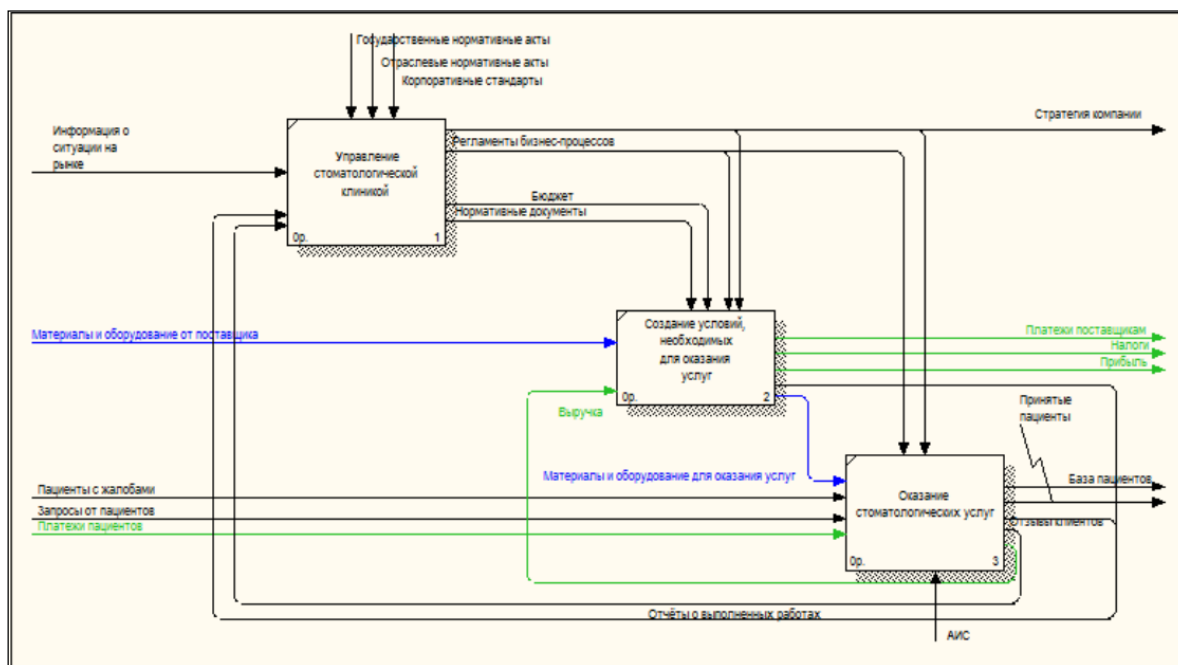 Государственные нормативные акты
Отраслевые нормативные акты
Корпоративные стандарты
Информация о
ситуации на
рынке
Управление
стоматологической
клиникой
0р.
1
Стратегия компании
Регламенты бизнес-процессов
Бюджет
Нормативные документы
Материалы и оборудование от поставщика
Создание условий,
необходимых
для оказания
услуг
0р.
2
Платежи поставщикам
Налоги
Прибыль
Выручка
Принятые
пациенты
Материалы и оборудование для оказания услуг
Пациенты с жалобами
Запросы от пациентов
Платежи пациентов
Оказание
стоматологических услуг
0р.
3
База пациентов
Отзывы клиентов
Отчёты о выполненных работах
АИС